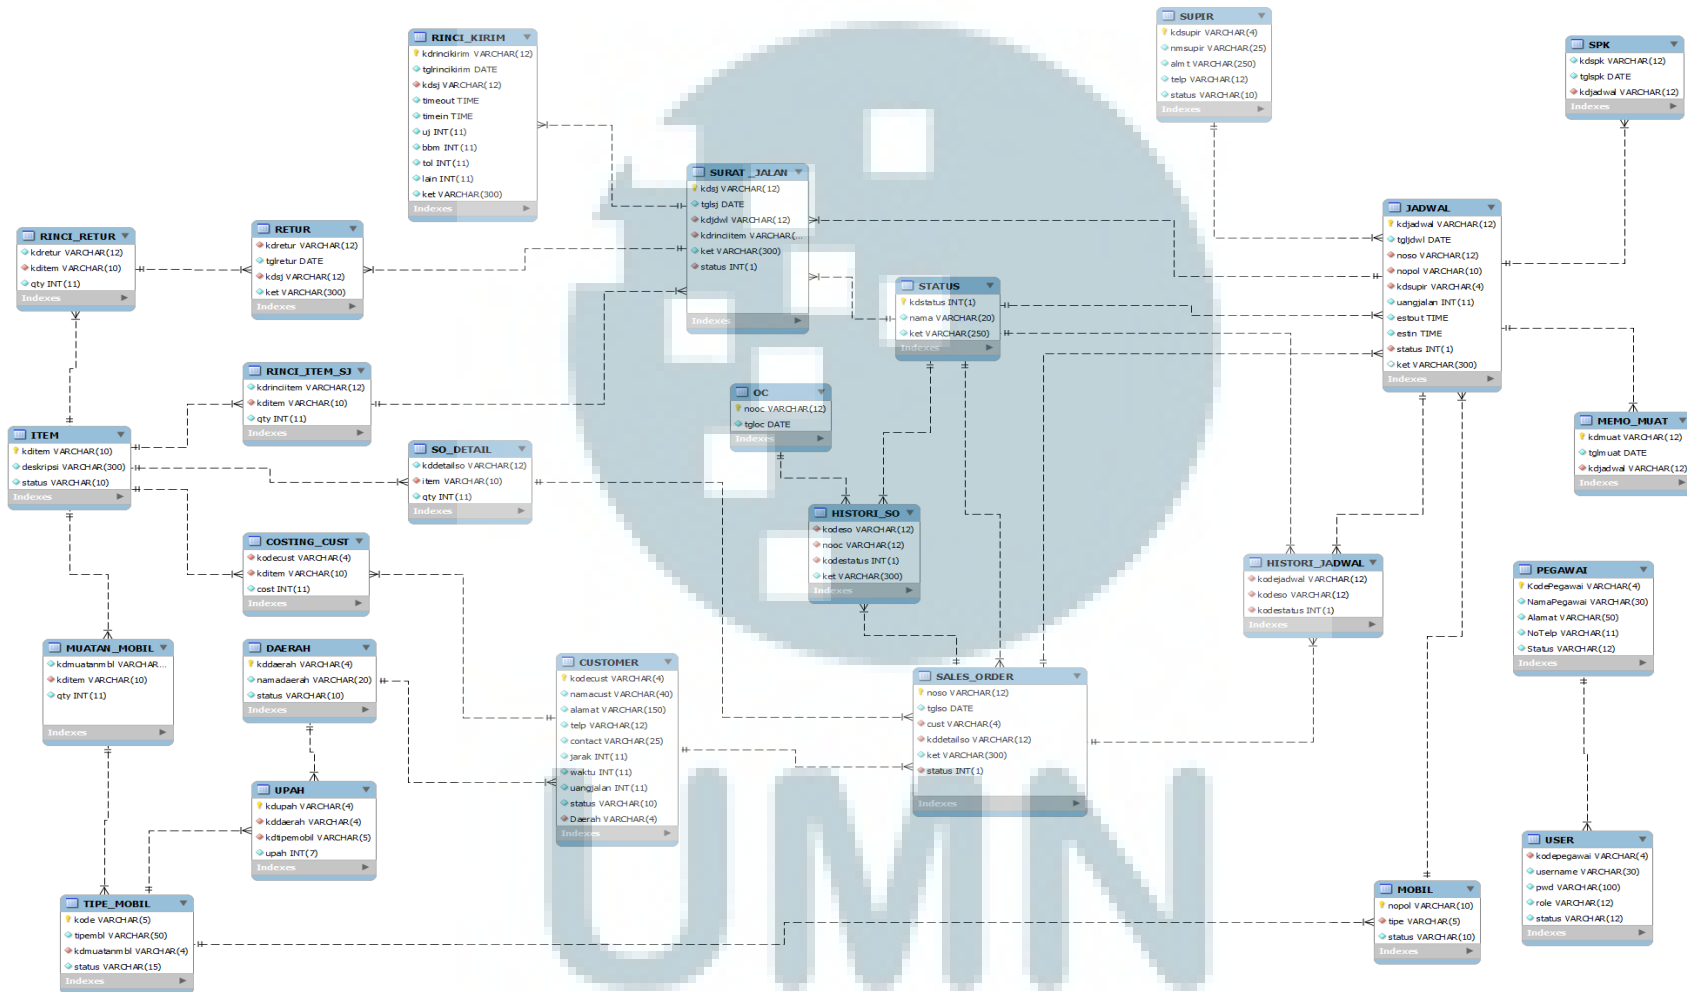 RINCI_KIRIM
kdrincikirim VARCHAR(12)
tglrincikirim DATE
kdsj VARCHAR(12)
timeout TIME
timein TIME
uj INT(11)
bbm INT(11)
tol INT(11)
lain INT(11)
ket VARCHAR(300)
Indexes
SUPIR
kdsupir VARCHAR(4)
nmsupir VARCHAR(25)
almt VARCHAR(250)
telp VARCHAR(12)
status VARCHAR(10)
Indexes
SPK
kdspk VARCHAR(12)
tglspk DATE
kdjadwal VARCHAR(12)
Indexes
SURAT_JALAN
kdsj VARCHAR(12)
tglsj DATE
kdjdwl VARCHAR(12)
kdrinciitem VARCHAR(...
ket VARCHAR(300)
status INT(1)
Indexes
JADWAL
kdjadwal VARCHAR(12)
tgljdwl DATE
noso VARCHAR(12)
nopol VARCHAR(10)
kdsupir VARCHAR(4)
uangjalan INT(11)
estout TIME
estin TIME
status INT(1)
ket VARCHAR(300)
Indexes
RINCI_RETUR
kdretur VARCHAR(12)
kditem VARCHAR(10)
qty INT(11)
Indexes
RETUR
kdretur VARCHAR(12)
tglretur DATE
kdsj VARCHAR(12)
ket VARCHAR(300)
Indexes
STATUS
kdstatus INT(1)
nama VARCHAR(20)
ket VARCHAR(250)
Indexes
RINCI_ITEM_SJ
kdrinciitem VARCHAR(12)
kditem VARCHAR(10)
qty INT(11)
Indexes
OC
nooc VARCHAR(12)
tgloc DATE
Indexes
MEMO_MUAT
kdmuat VARCHAR(12)
tglmuat DATE
kdjadwal VARCHAR(12)
Indexes
ITEM
kditem VARCHAR(10)
deskripsi VARCHAR(300)
status VARCHAR(10)
Indexes
SO_DETAIL
kddetailso VARCHAR(12)
item VARCHAR(10)
qty INT(11)
Indexes
HISTORI_SO
kodeso VARCHAR(12)
nooc VARCHAR(12)
kodestatus INT(1)
ket VARCHAR(300)
Indexes
COSTING_CUST
kodecust VARCHAR(4)
kditem VARCHAR(10)
cost INT(11)
Indexes
HISTORI_JADWAL
kodejadwal VARCHAR(12)
kodeso VARCHAR(12)
kodestatus INT(1)
Indexes
PEGAWAI
KodePegawai VARCHAR(4)
NamaPegawai VARCHAR(30)
Alamat VARCHAR(50)
NoTelp VARCHAR(11)
Status VARCHAR(12)
Indexes
MUATAN_MOBIL
kdmuatanmbl VARCHAR...
kditem VARCHAR(10)
qty INT(11)
Indexes
DAERAH
kddaerah VARCHAR(4)
namadaerah VARCHAR(20)
status VARCHAR(10)
Indexes
CUSTOMER
kodecust VARCHAR(4)
namacust VARCHAR(40)
alamat VARCHAR(150)
telp VARCHAR(12)
contact VARCHAR(25)
jarak INT(11)
waktu INT(11)
uangjalan INT(11)
status VARCHAR(10)
Daerah VARCHAR(4)
Indexes
SALES_ORDER
noso VARCHAR(12)
tglso DATE
cust VARCHAR(4)
kddetailso VARCHAR(12)
ket VARCHAR(300)
status INT(1)
Indexes
UPAH
kdupah VARCHAR(4)
kddaerah VARCHAR(4)
kdtipemobil VARCHAR(5)
upah INT(7)
Indexes
USER
kodepegawai VARCHAR(4)
username VARCHAR(30)
pwd VARCHAR(100)
role VARCHAR(12)
status VARCHAR(12)
Indexes
TIPE_MOBIL
kode VARCHAR(5)
tipembl VARCHAR(50)
kdmuatanmbl VARCHAR(4)
status VARCHAR(15)
Indexes
MOBIL
nopol VARCHAR(10)
tipe VARCHAR(5)
status VARCHAR(10)
Indexes
UMN